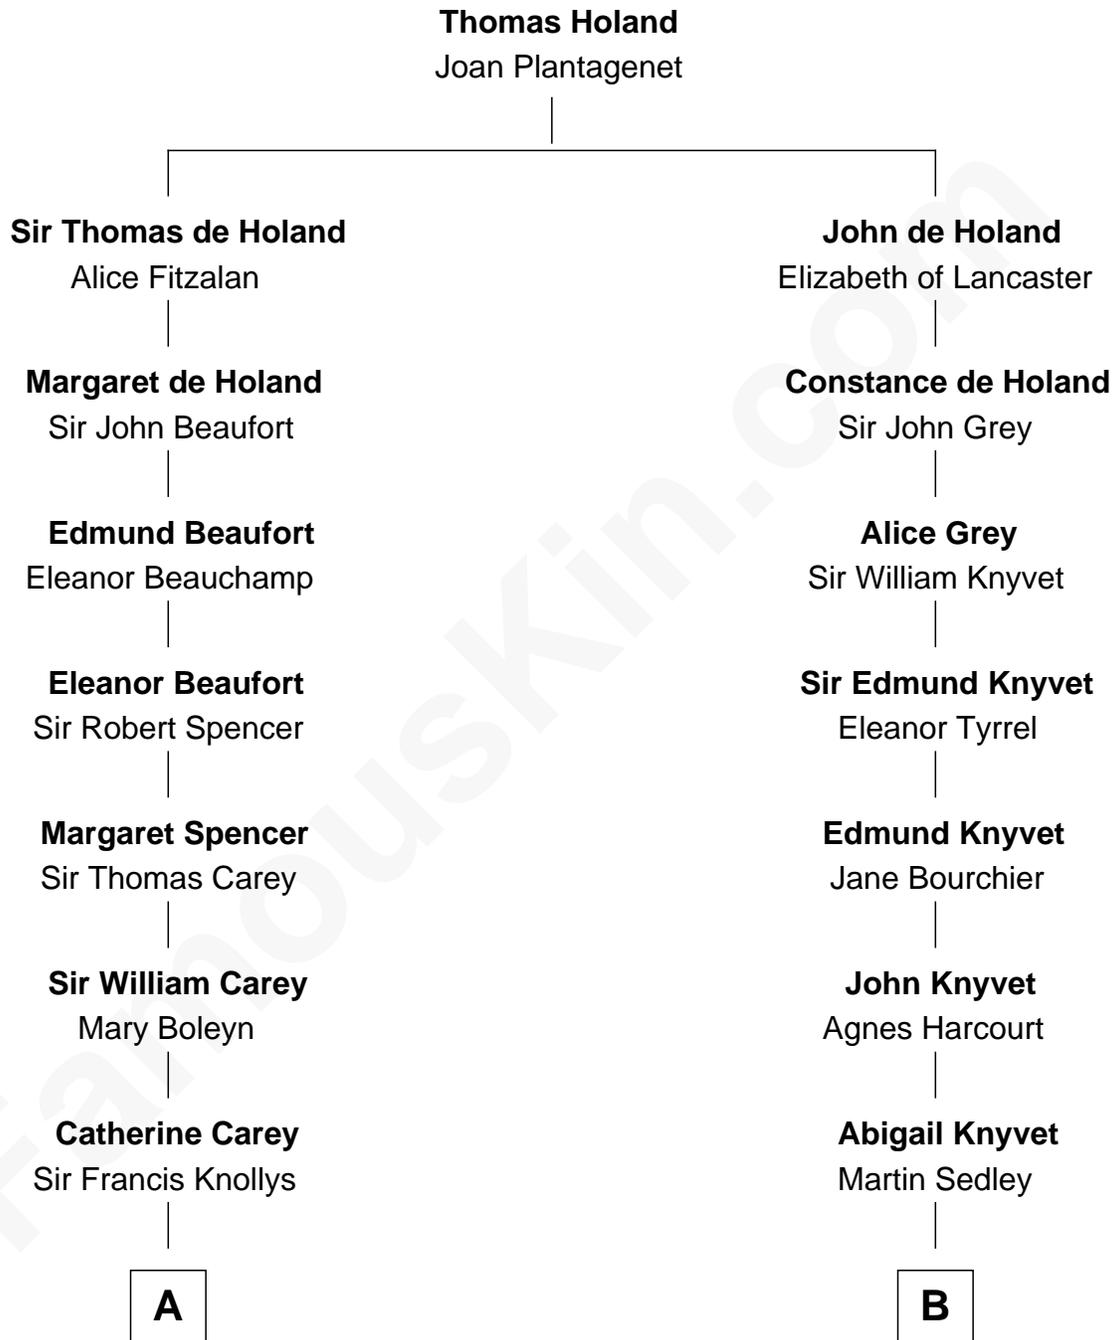 Thomas Holand
Joan Plantagenet
Sir Thomas de Holand
Alice Fitzalan
John de Holand
Elizabeth of Lancaster
Margaret de Holand
Sir John Beaufort
Constance de Holand
Sir John Grey
Edmund Beaufort
Eleanor Beauchamp
Alice Grey
Sir William Knyvet
Eleanor Beaufort
Sir Robert Spencer
Sir Edmund Knyvet
Eleanor Tyrrel
Margaret Spencer
Sir Thomas Carey
Edmund Knyvet
Jane Bourchier
Sir William Carey
Mary Boleyn
John Knyvet
Agnes Harcourt
Catherine Carey
Sir Francis Knollys
Abigail Knyvet
Martin Sedley
A
B
FamousKin.com